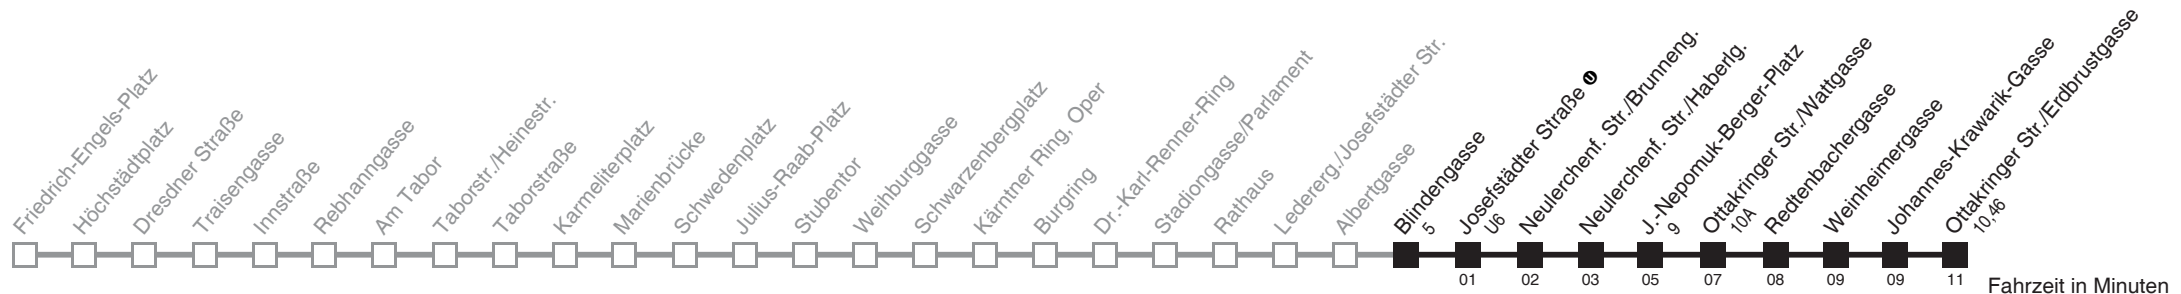 Friedrich-Engels-Platz
Höchstädtplatz
Dresdner Straße
Traisengasse
Innstraße
Rebhanngasse
Am Tabor
Taborstr./Heinestr.
Taborstraße
Karmeliterplatz
Marienbrücke
Schwedenplatz
Julius-Raab-Platz
Stubentor
Weihburggasse
Schwarzenbergplatz
Kärntner Ring, Oper
Burgring
Dr.-Karl-Renner-Ring
Stadiongasse/Parlament
Rathaus
Lederergasse./Josefstädter Str.
Albertgasse
Blindengasse
5
Josefstädter Straße U
U6
Neulerchenf. Str./Brunneng.
Neulerchenf. Str./Haberlg.
J.-Nepomuk-Berger-Platz
9
Ottakringer Str./Wattgasse
10A
Redtenbachergasse
Weinheimergasse
Johannes-Krawarik-Gasse
Ottakringer Str./Erdbrustgasse
10,46
01 02 03 05 07 08 09 09 11
Fahrzeit in Minuten